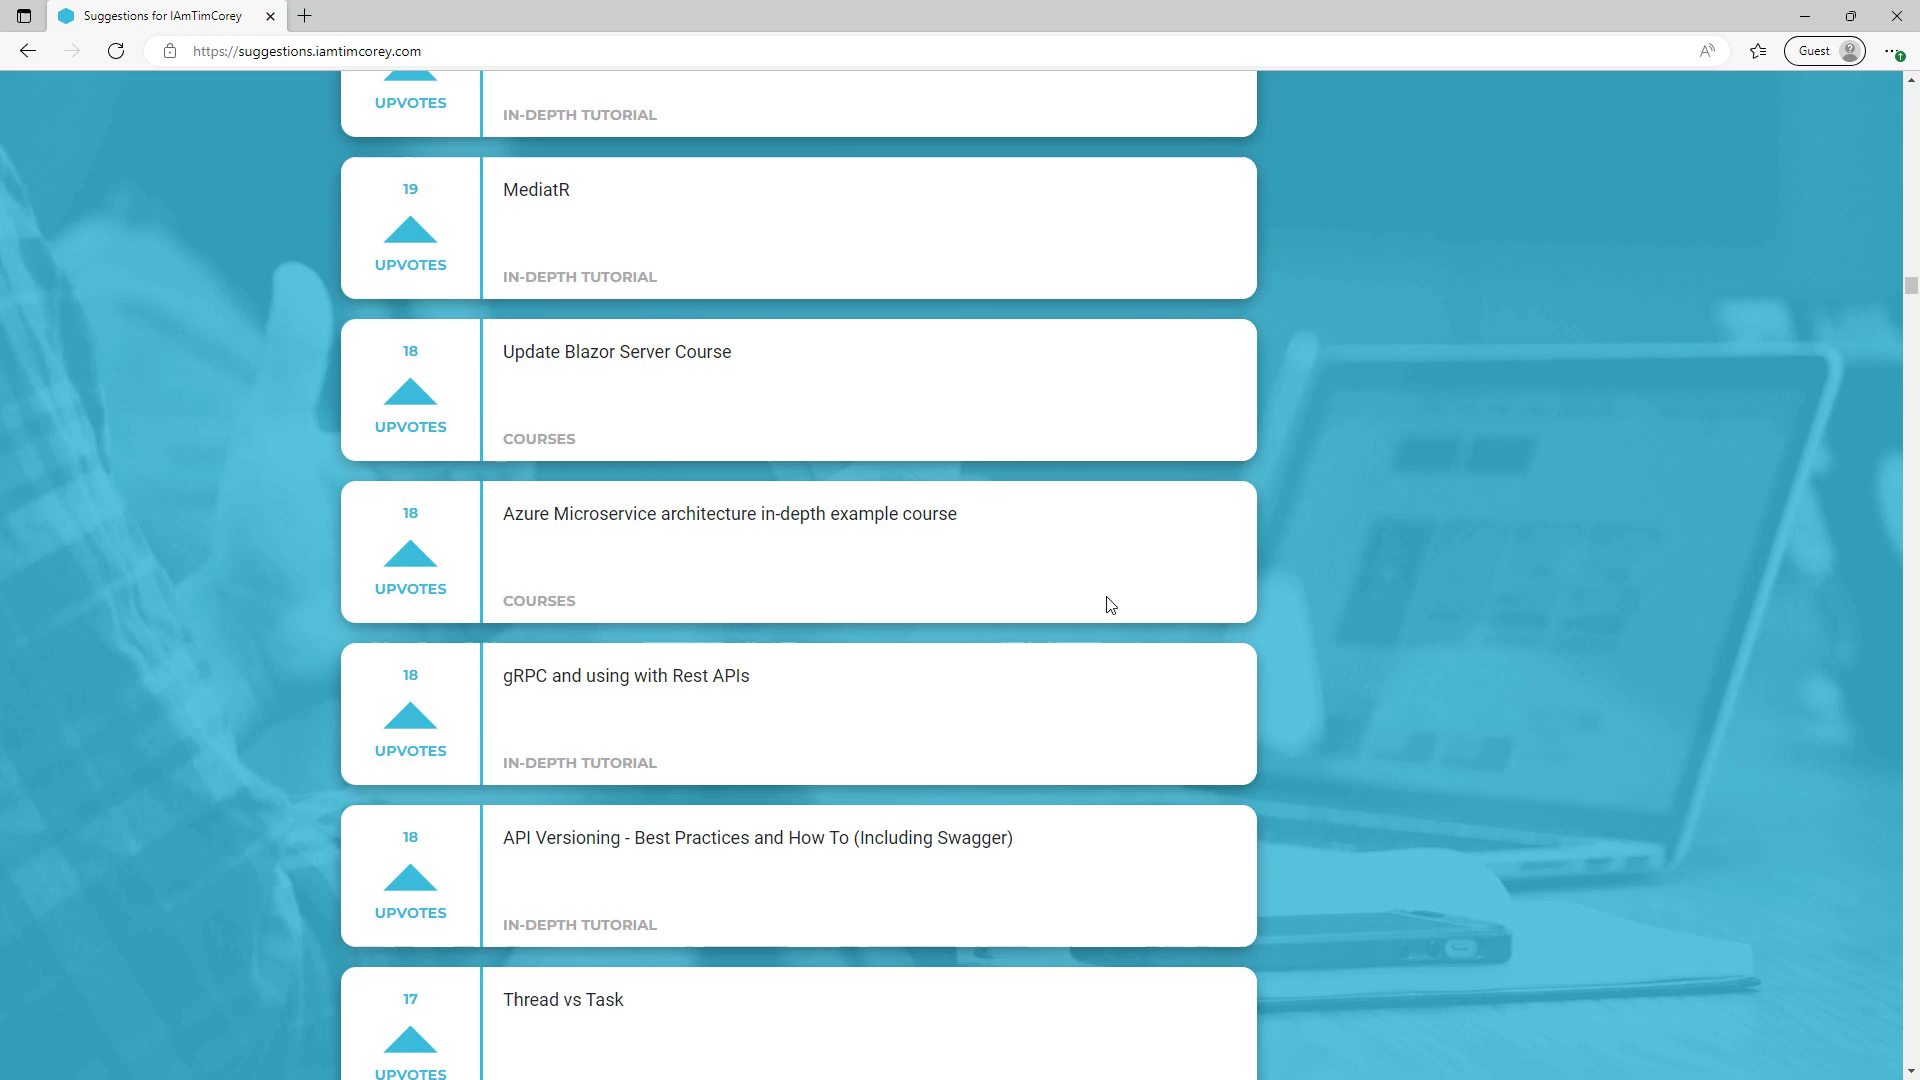 Suggestions for IAmTimCorey
https://suggestions.iamtimcorey.com
Guest
UPVOTES
IN-DEPTH TUTORIAL
19
MediatR
UPVOTES
IN-DEPTH TUTORIAL
18
Update Blazor Server Course
UPVOTES
COURSES
18
Azure Microservice architecture in-depth example course
UPVOTES
COURSES
18
gRPC and using with Rest APIs
UPVOTES
IN-DEPTH TUTORIAL
18
API Versioning - Best Practices and How To (Including Swagger)
UPVOTES
IN-DEPTH TUTORIAL
17
Thread vs Task
UPVOTES